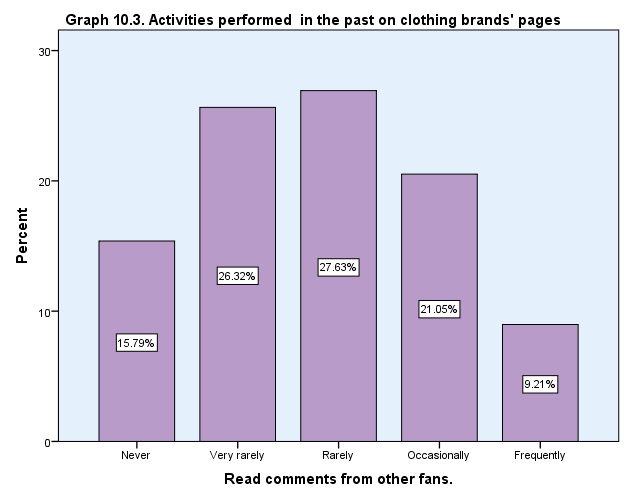 Graph 10.3. Activities performed  in the past on clothing brands' pages
30
20
10
0
Percent
15.79%
26.32%
27.63%
21.05%
9.21%
Never
Very rarely
Rarely
Occasionally
Frequently
Read comments from other fans.